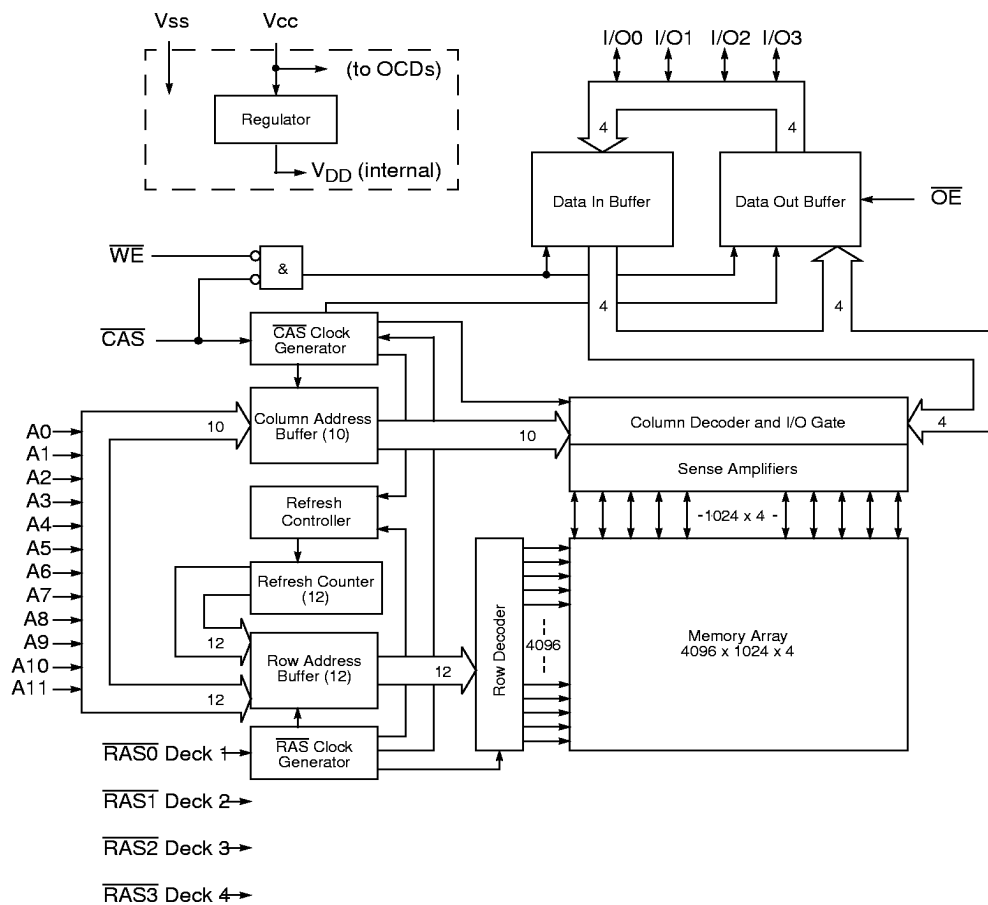 Vss Vcc
(to OCDs)
Regulator
VDD (internal)
I/O0 I/O1 I/O2 I/O3
4 4
Data In Buffer
Data Out Buffer
OE
WE
&
4 4
CAS
CAS Clock
Generator
Column Address
Buffer (10)
10
10
Column Decoder and I/O Gate
4
Sense Amplifiers
A0
A1
A2
A3
A4
A5
A6
A7
A8
A9
A10
A11
Refresh
Controller
-1024 x 4 -
Refresh Counter
(12)
12
Row Address
Buffer (12)
12
12
Row Decoder
4096
Memory Array
4096 x 1024 x 4
RAS0 Deck 1
RAS Clock
Generator
RAS1 Deck 2
RAS2 Deck 3
RAS3 Deck 4